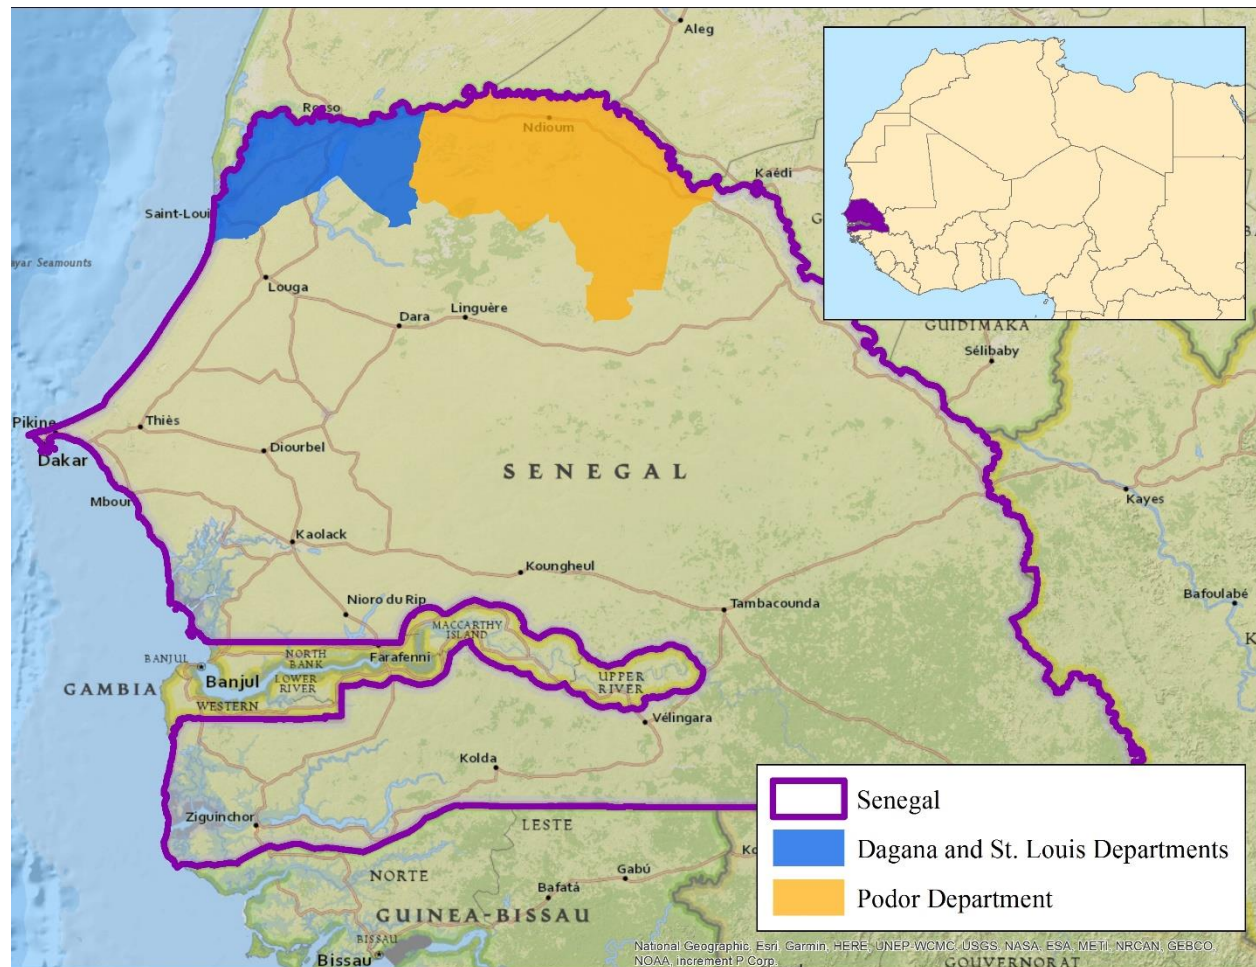 Aleg
Rosso
Ndioum
Kaédi
Saint-Loui
ayar Seamounts
Louga
Dara
Linguère
GUIDIMAKA
Sélibaby
Pikine
Thiès
Dakar
Diourbel
SENEGAL
Mbour
Kayes
Kaolack
Koungheul
Bafoulabé
Nioro du Rip
Tambacounda
MACCARTHY
ISLAND
BANJUL
NORTH
BANK
Farafenni
Banjul
LOWER
RIVER
UPPER
RIVER
GAMBIA
WESTERN
Vélingara
Kolda
Ziguinchor
LESTE
NORTE
Gabú
Bafatá
GUINEA-BISSAU
BISSAU
Bissau
Senegal
Dagana and St. Louis Departments
Podor Department
National Geographic, Esri, Garmin, HERE, UNEP-WCMC, USGS, NASA, ESA, METI, NRCAN, GEBCO,
NOAA, increment P Corp.
GOUVERNORAT